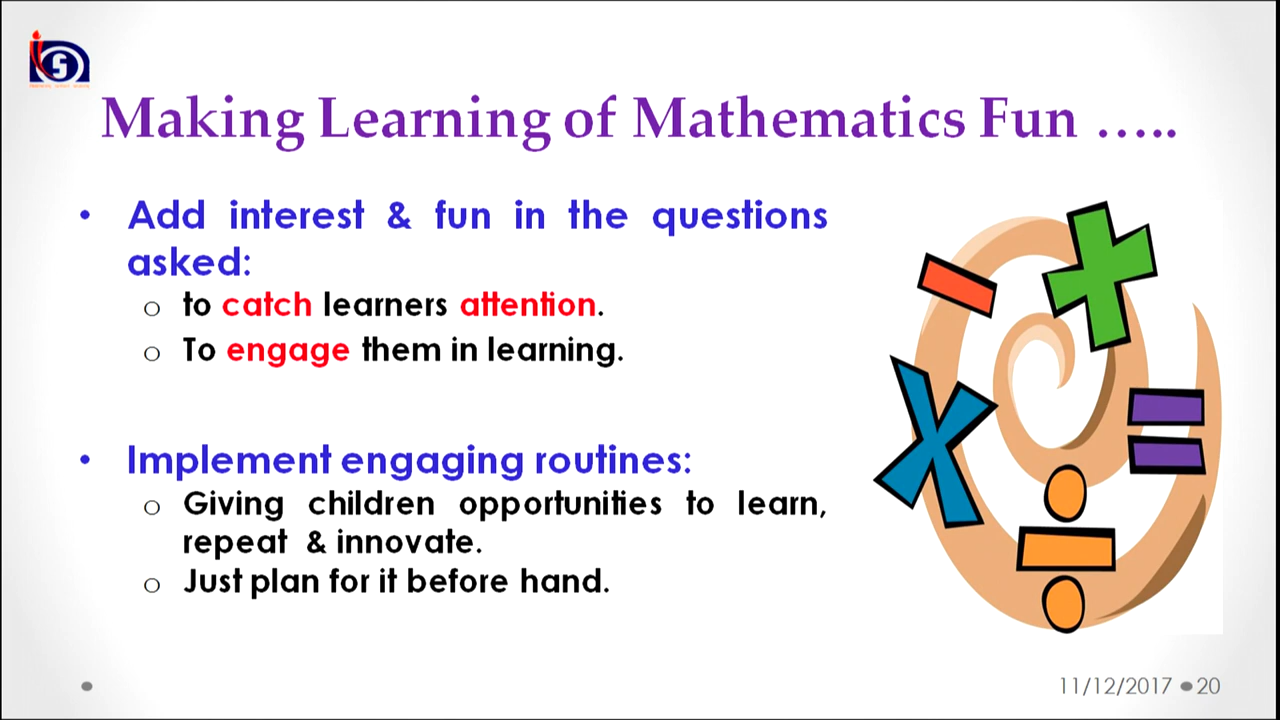 Making Learning of Mathematics Fun …..
• Add interest & fun in the questions
asked:
o to catch learners attention.
o To engage them in learning.
• Implement engaging routines:
o Giving children opportunities to learn,
repeat & innovate.
o Just plan for it before hand.
11/12/2017 ● 20